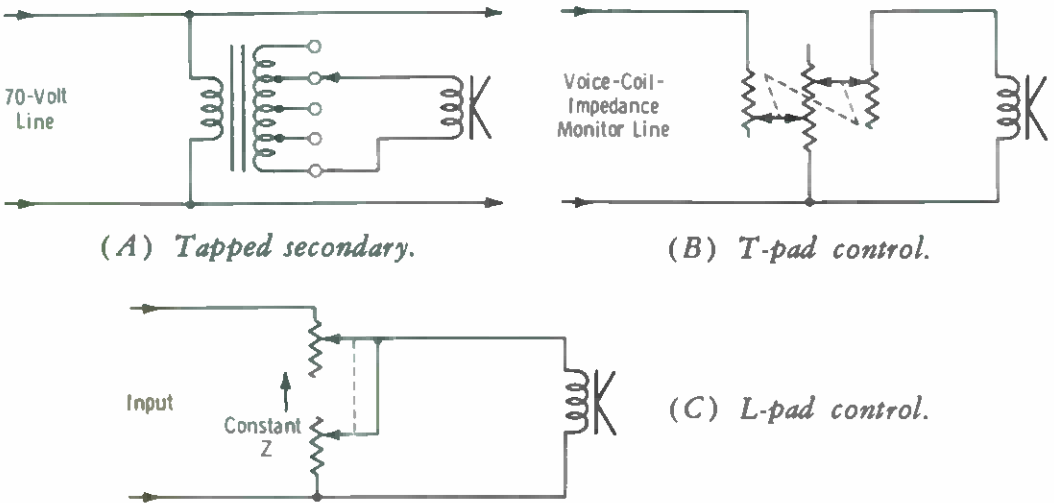 70-Volt
Line
(A) Tapped secondary.
Voice-Coil-
Impedance
Monitor Line
(B) T-pad control.
Input
Constant
Z
(C) L-pad control.